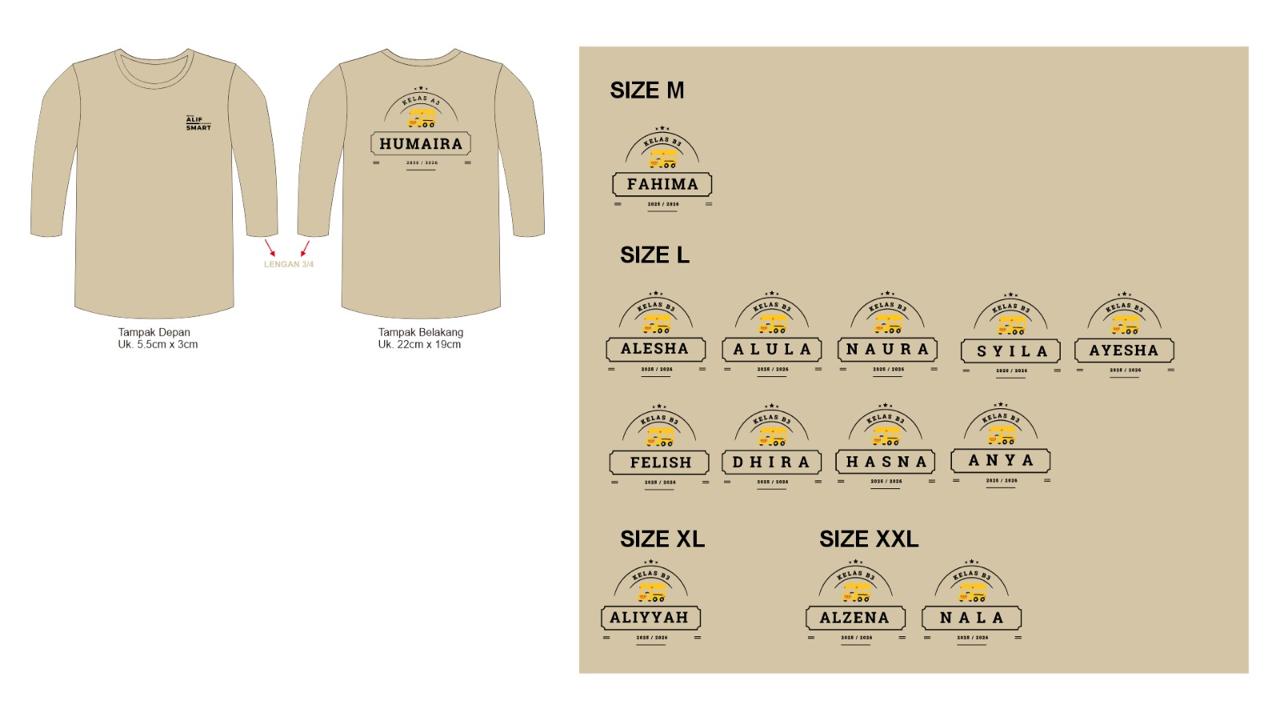 ALIF
SMART
KELAS A3
HUMAIRA
2025 / 2026
LENGAN 3/4
Tampak Depan
Uk. 5.5cm x 3cm
Tampak Belakang
Uk. 22cm x 19cm
SIZE M
KELAS B3
FAHIMA
2025 / 2026
SIZE L
KELAS B3
ALESHA
2025 / 2026
KELAS B3
ALULA
2025 / 2026
KELAS B3
NAURA
2025 / 2026
KELAS B3
SYILA
2025 / 2026
KELAS B3
AYESHA
2025 / 2026
KELAS B3
FELISH
2025 / 2026
KELAS B3
DHIRA
2025 / 2026
KELAS B3
HASNA
2025 / 2026
KELAS B3
ANYA
2025 / 2026
SIZE XL
KELAS B3
ALIYYAH
2025 / 2026
SIZE XXL
KELAS B3
ALZENA
2025 / 2026
KELAS B3
NALA
2025 / 2026